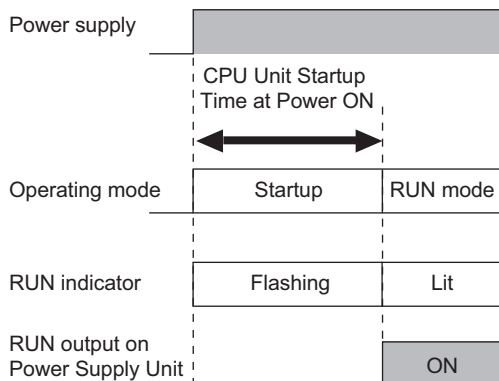 Power supply
CPU Unit Startup
Time at Power ON
Operating mode
Startup
RUN mode
RUN indicator
Flashing
Lit
RUN output on
Power Supply Unit
ON